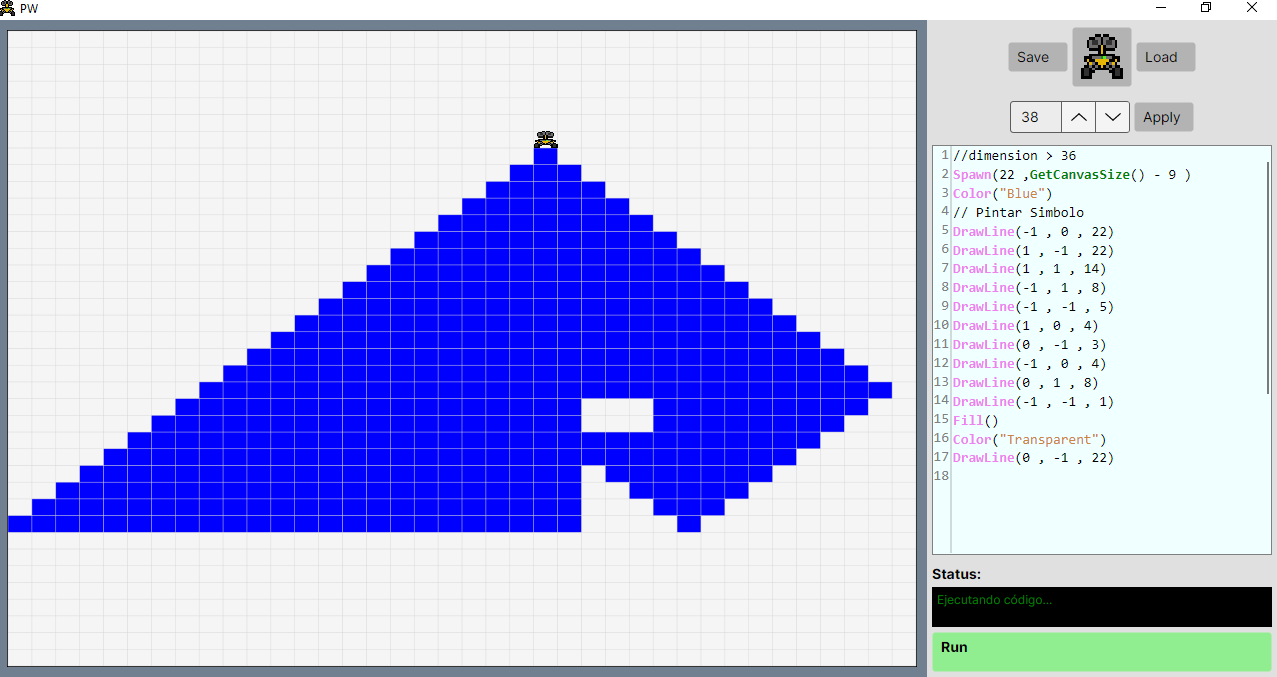 PW
Save
Load
38
Apply
1 //dimension > 36
2 Spawn(22 ,GetCanvasSize() - 9 )
3 Color("Blue")
4 // Pintar Simbolo
5 DrawLine(-1 , 0 , 22)
6 DrawLine(1 , -1 , 22)
7 DrawLine(1 , 1 , 14)
8 DrawLine(-1 , 1 , 8)
9 DrawLine(-1 , -1 , 5)
10 DrawLine(1 , 0 , 4)
11 DrawLine(0 , -1 , 3)
12 DrawLine(-1 , 0 , 4)
13 DrawLine(0 , 1 , 8)
14 DrawLine(-1 , -1 , 1)
15 Fill()
16 Color("Transparent")
17 DrawLine(0 , -1 , 22)
18
Status:
Ejecutando código...
Run